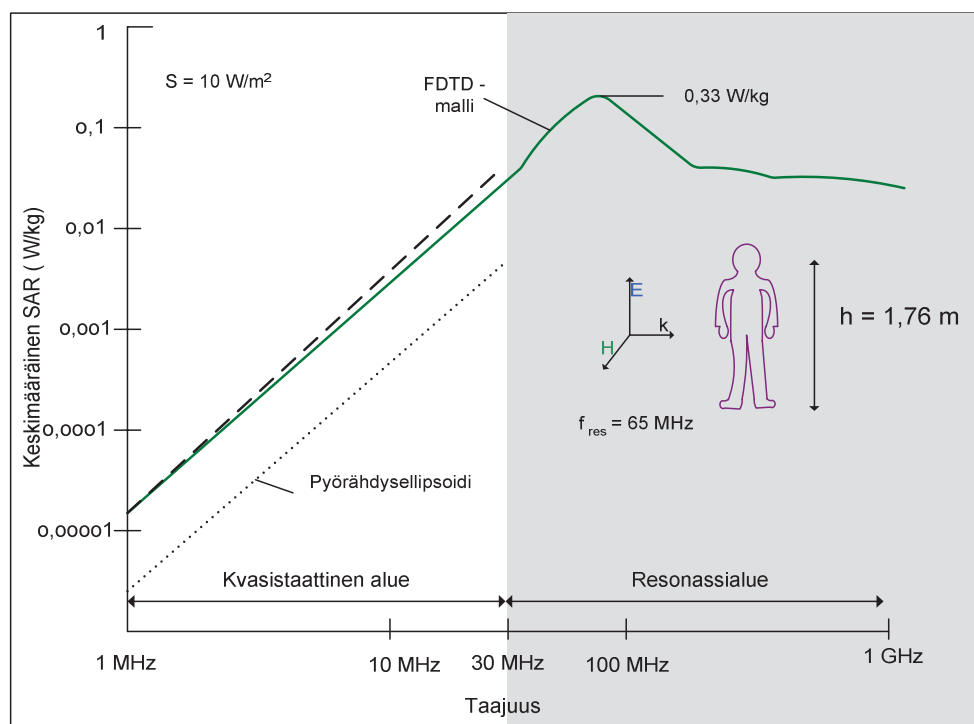 1
S = 10 W/m²
FDTD -
malli
0,33 W/kg
0,1
0,01
0,001
0,0001
0,00001
Keskimääräinen SAR ( W/kg)
E
k
H
h = 1,76 m
f res = 65 MHz
Pyörähdysellipsoidi
Kvasistaattinen alue
Resonassialue
1 MHz
10 MHz
30 MHz
100 MHz
1 GHz
Taajuus